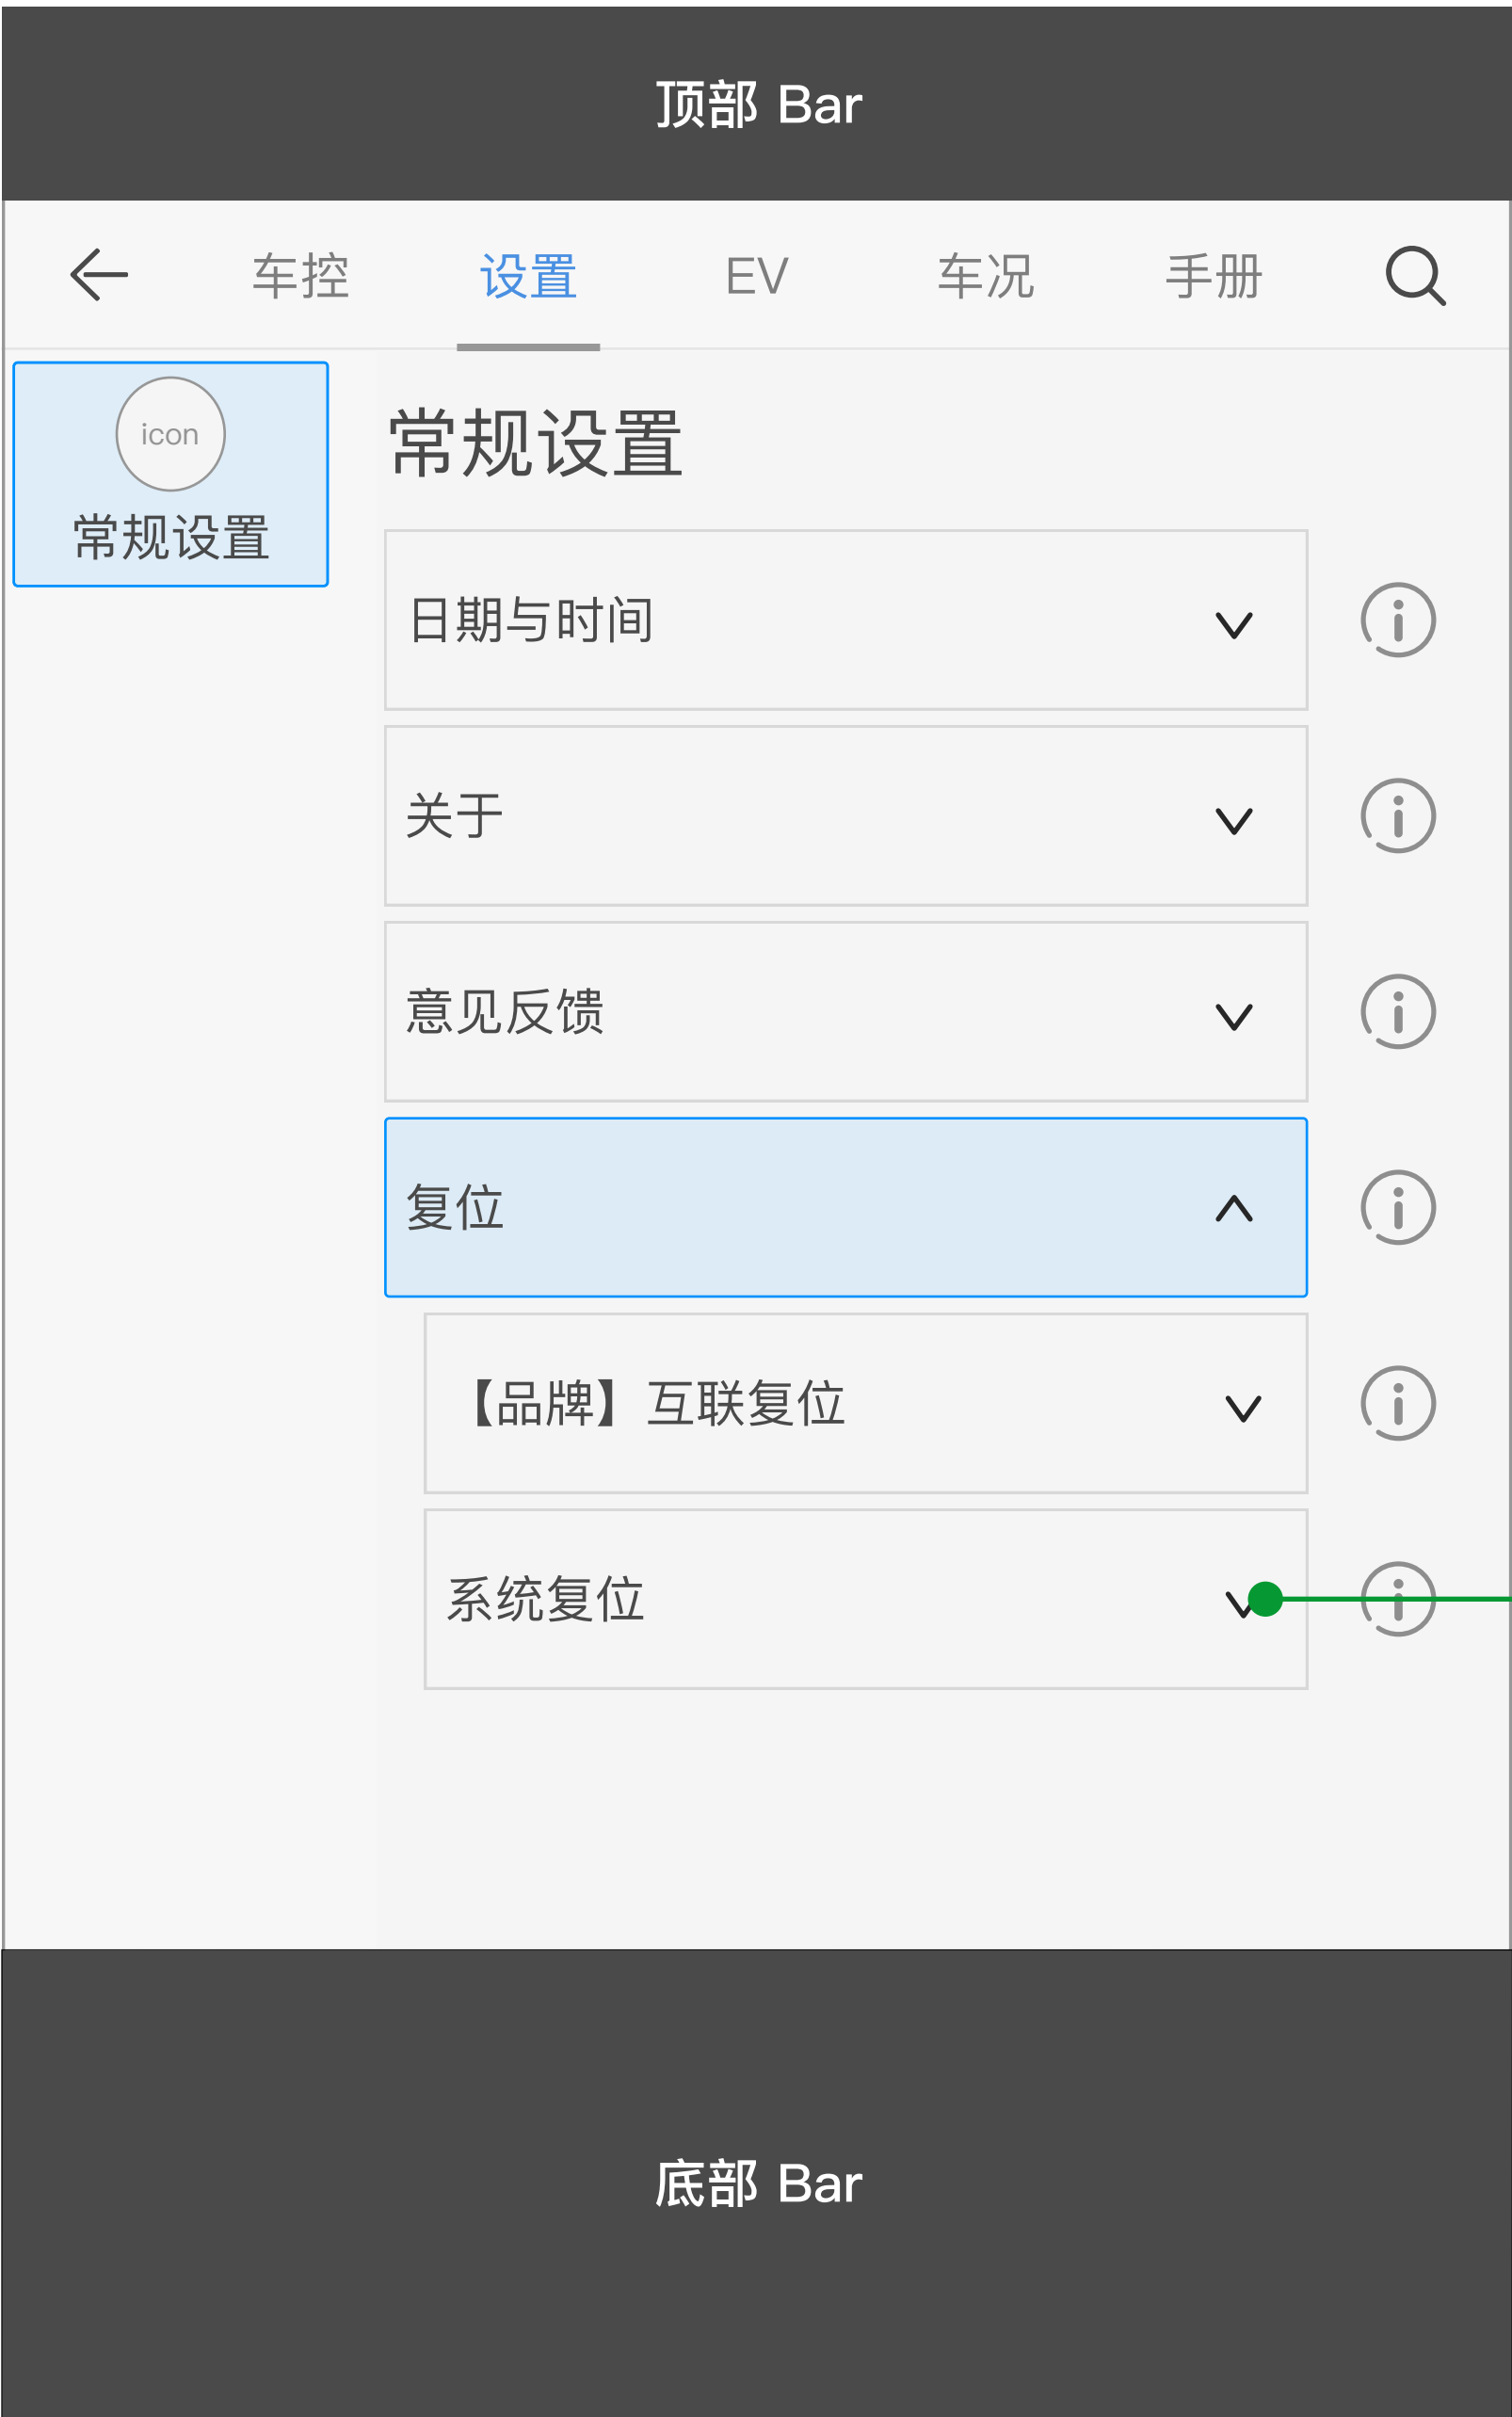 顶部 Bar
车控 设置 EV 车况 手册
icon
常规设置
常规设置
日期与时间
关于
意见反馈
复位
【品牌】互联复位
系统复位
底部 Bar